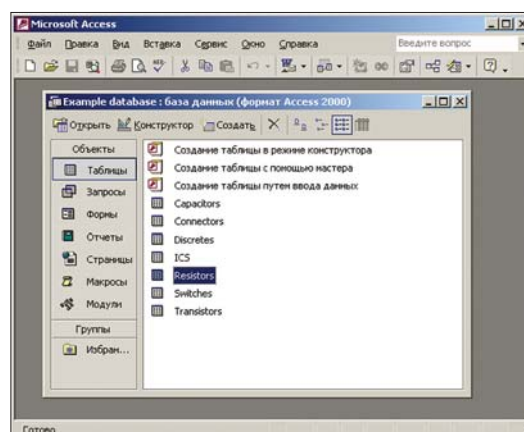 Microsoft Access
Файл Правка Вид Вставка Сервис Окно Справка Введите вопрос
Example database : база данных (формат Access 2000)
Открыть Конструктор Создать
Объекты
Таблицы
Запросы
Формы
Отчеты
Страницы
Макросы
Модули
Группы
Избран...
Создание таблицы в режиме конструктора
Создание таблицы с помощью мастера
Создание таблицы путем ввода данных
Capacitors
Connectors
Discretes
ICS
Resistors
Switches
Transistors
Готово